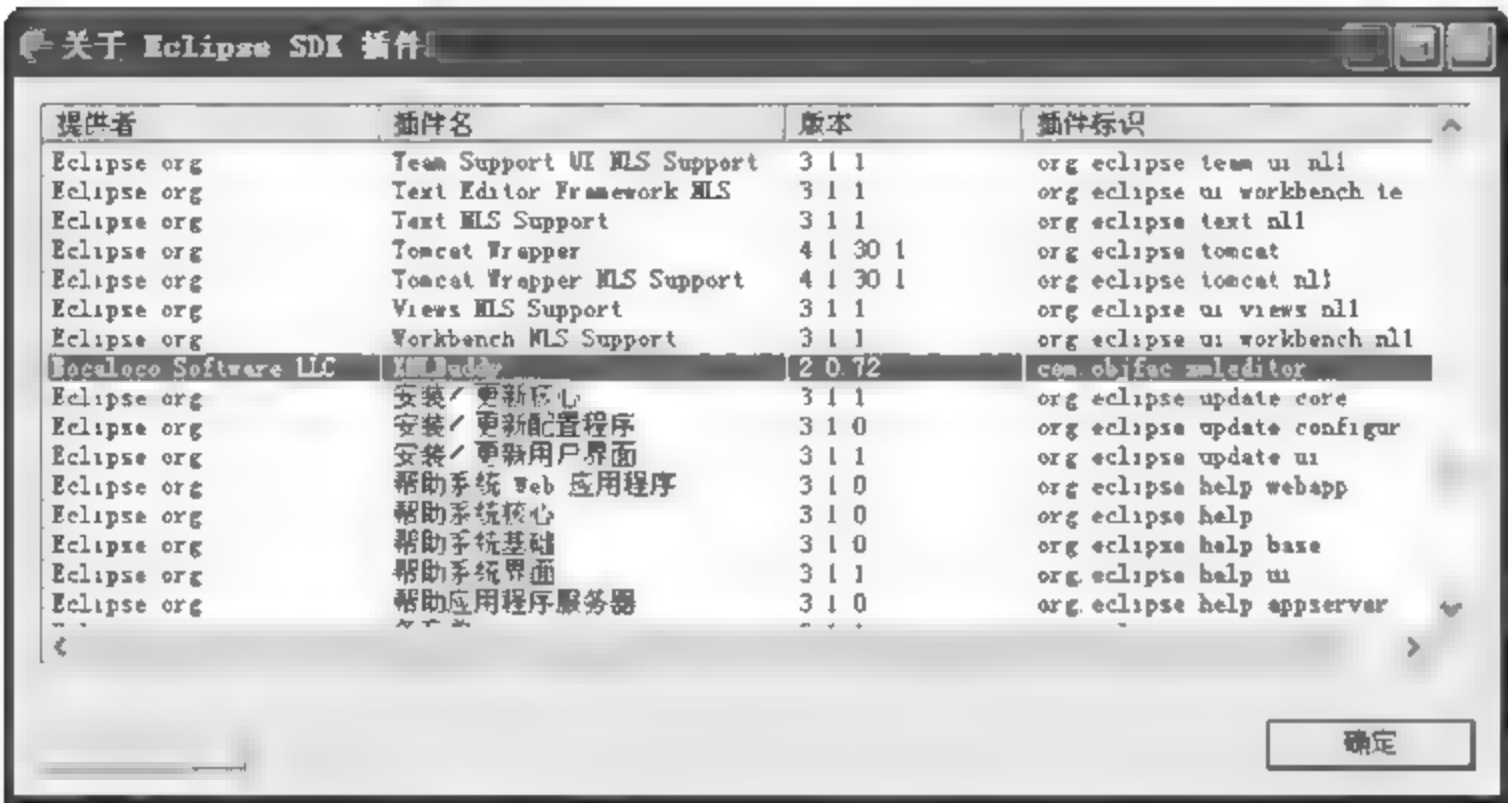 关于 Eclipse SDK 插件
提供者 插件名 版本 插件标识
Eclipse org Team Support UI NLS Support 3 1 1 org eclipse team ui nl1
Eclipse org Text Editor Framework NLS 3 1 1 org eclipse ui workbench te
Eclipse org Text NLS Support 3 1 1 org eclipse text nl1
Eclipse org Tomcat Wrapper 4 1 30 1 org eclipse tomcat
Eclipse org Tomcat Wrapper NLS Support 4 1 30 1 org eclipse tomcat nl1
Eclipse org Views NLS Support 3 1 1 org eclipse ui views nl1
Eclipse org Workbench NLS Support 3 1 1 org eclipse ui workbench nl1
Bocaloco Software LLC XMLBuddy 2 0.72 com.objfac xmleditor
Eclipse org 安装/更新核心 3 1 1 org eclipse update core
Eclipse org 安装/更新配置程序 3 1 0 org eclipse update configur
Eclipse org 安装/更新用户界面 3 1 1 org eclipse update ui
Eclipse org 帮助系统 Web 应用程序 3 1 0 org eclipse help webapp
Eclipse org 帮助系统核心 3 1 0 org eclipse help
Eclipse org 帮助系统基础 3 1 0 org eclipse help base
Eclipse org 帮助系统界面 3 1 1 org.eclipse help ui
Eclipse org 帮助应用程序服务器 3 1 0 org.eclipse help appserver
确定